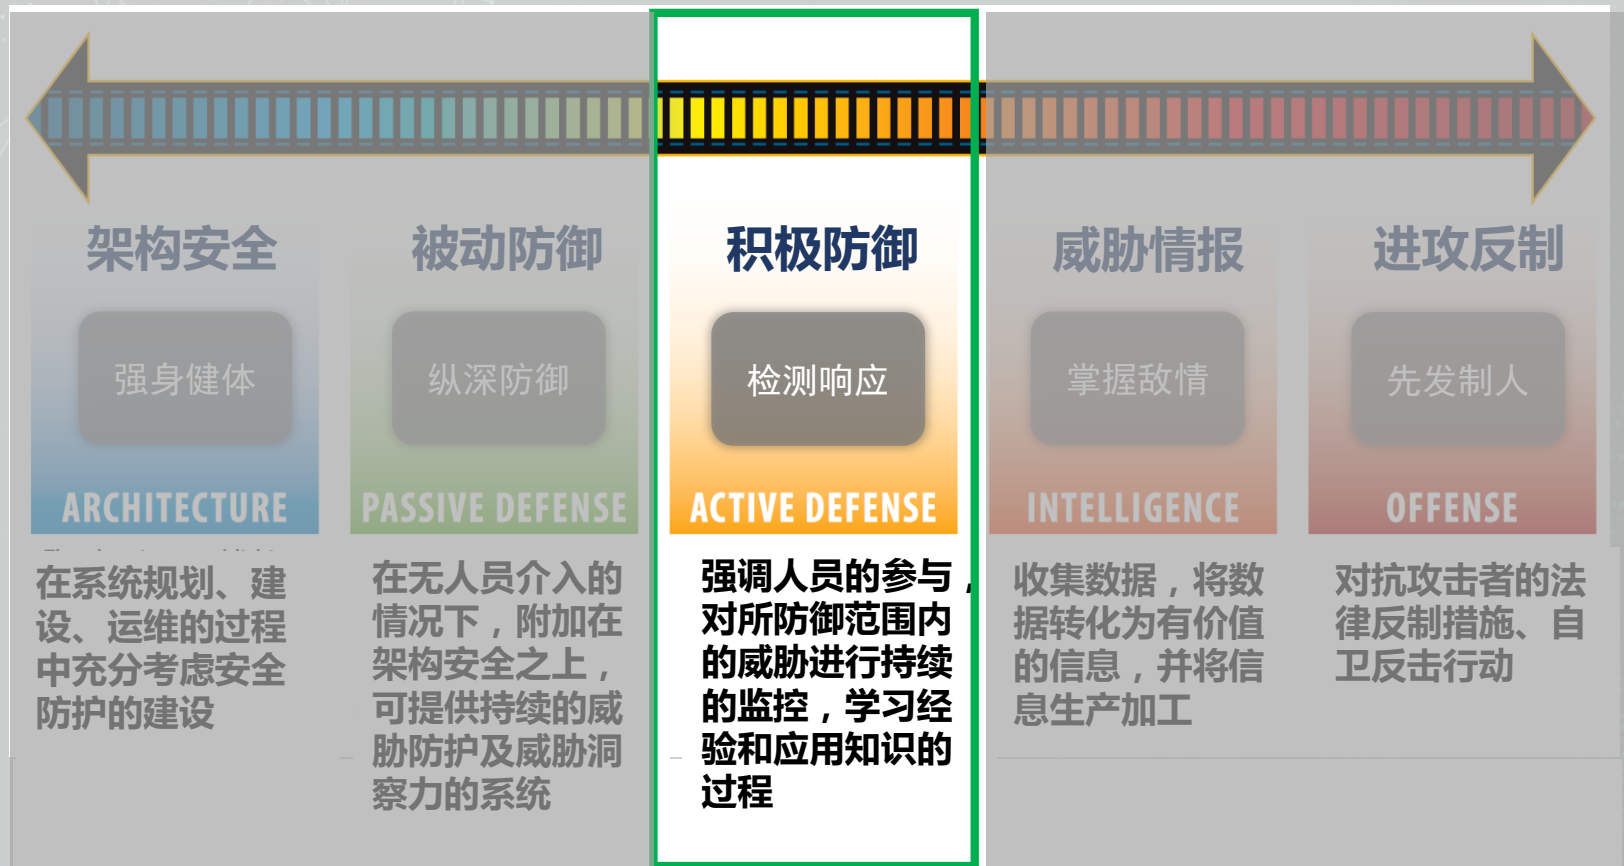 架构安全
强身健体
ARCHITECTURE
在系统规划、建
设、运维的过程
中充分考虑安全
防护的建设
被动防御
纵深防御
PASSIVE DEFENSE
在无人员介入的
情况下，附加在
架构安全之上，
可提供持续的威
胁防护及威胁洞
察力的系统
积极防御
检测响应
ACTIVE DEFENSE
强调人员的参与，
对所防御范围内
的威胁进行持续
的监控，学习经
验和应用知识的
过程
威胁情报
掌握敌情
INTELLIGENCE
收集数据，将数
据转化为有价值
的信息，并将信
息生产加工
进攻反制
先发制人
OFFENSE
对抗攻击者的法
律反制措施、自
卫反击行动